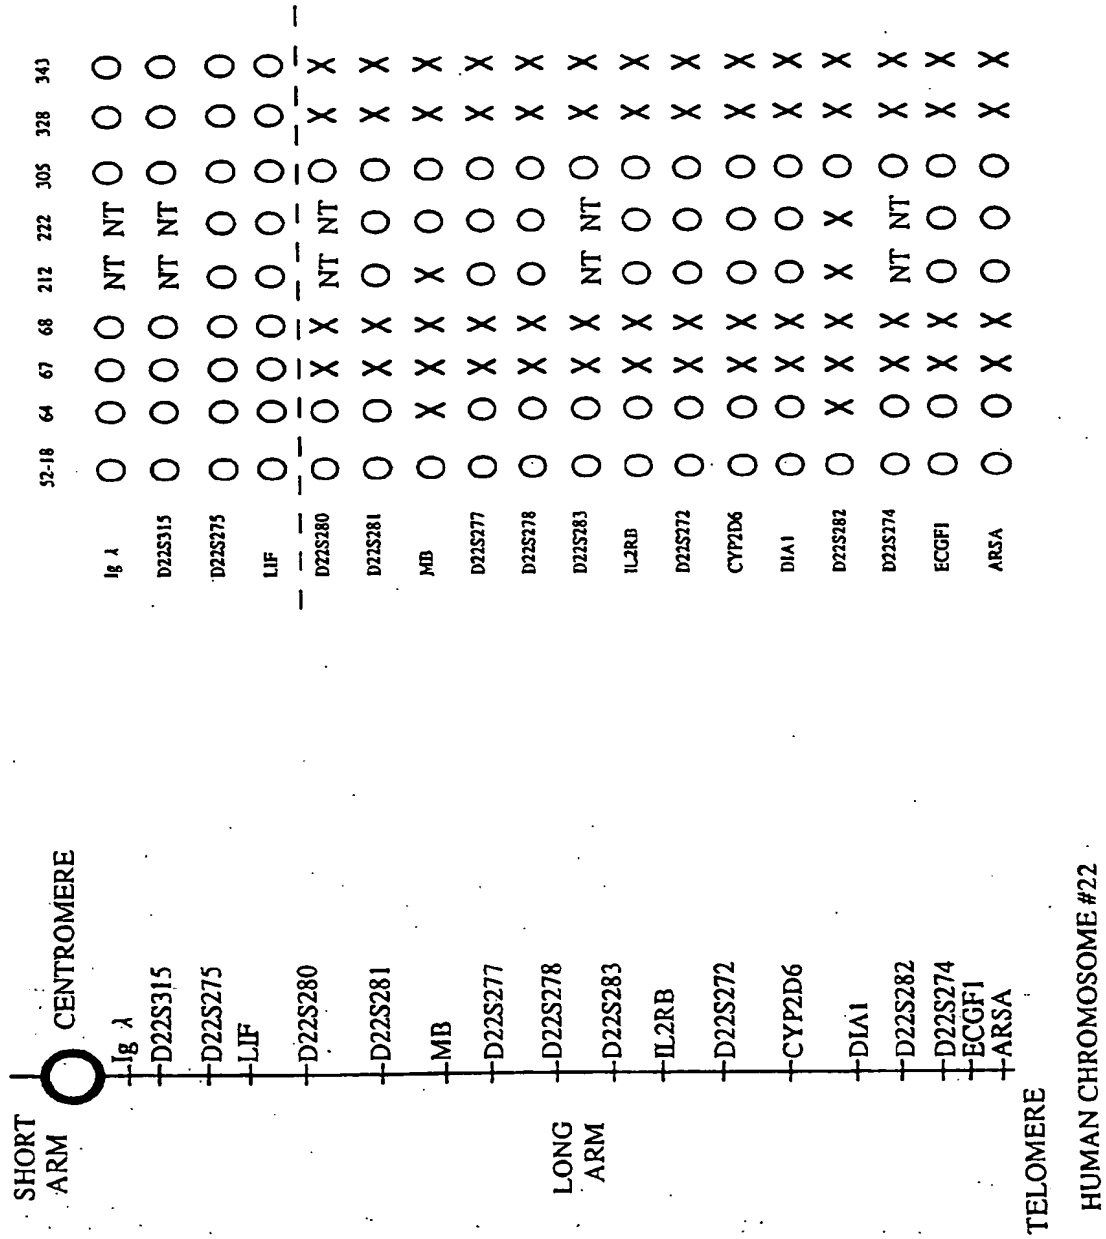 SHORT
ARM
CENTROMERE
Ig λ
D22S315
D22S275
LIF
D22S280
D22S281
MB
D22S277
D22S278
D22S283
IL2RB
D22S272
CYP2D6
DIA1
D22S282
D22S274
ECGF1
ARSA
LONG
ARM
TELOMERE
HUMAN CHROMOSOME #22
52-18 64 67 68 212 222 305 328 343
Ig λ O O O O NT NT O O O
D22S315 O O O O NT NT O O O
D22S275 O O O O O O O O O
LIF O O O O O O O O O
D22S280 O O X X NT NT O X X
D22S281 O O X X O O O X X
MB O X X X X O O X X
D22S277 O O X X O O O X X
D22S278 O O X X O O O X X
D22S283 O O X X NT NT O X X
IL2RB O O X X O O O X X
D22S272 O O X X O O O X X
CYP2D6 O O X X O O O X X
DIA1 O O X X O O O X X
D22S282 O X X X X X O X X
D22S274 O O X X NT NT O X X
ECGF1 O O X X O O O X X
ARSA O O X X O O O X X